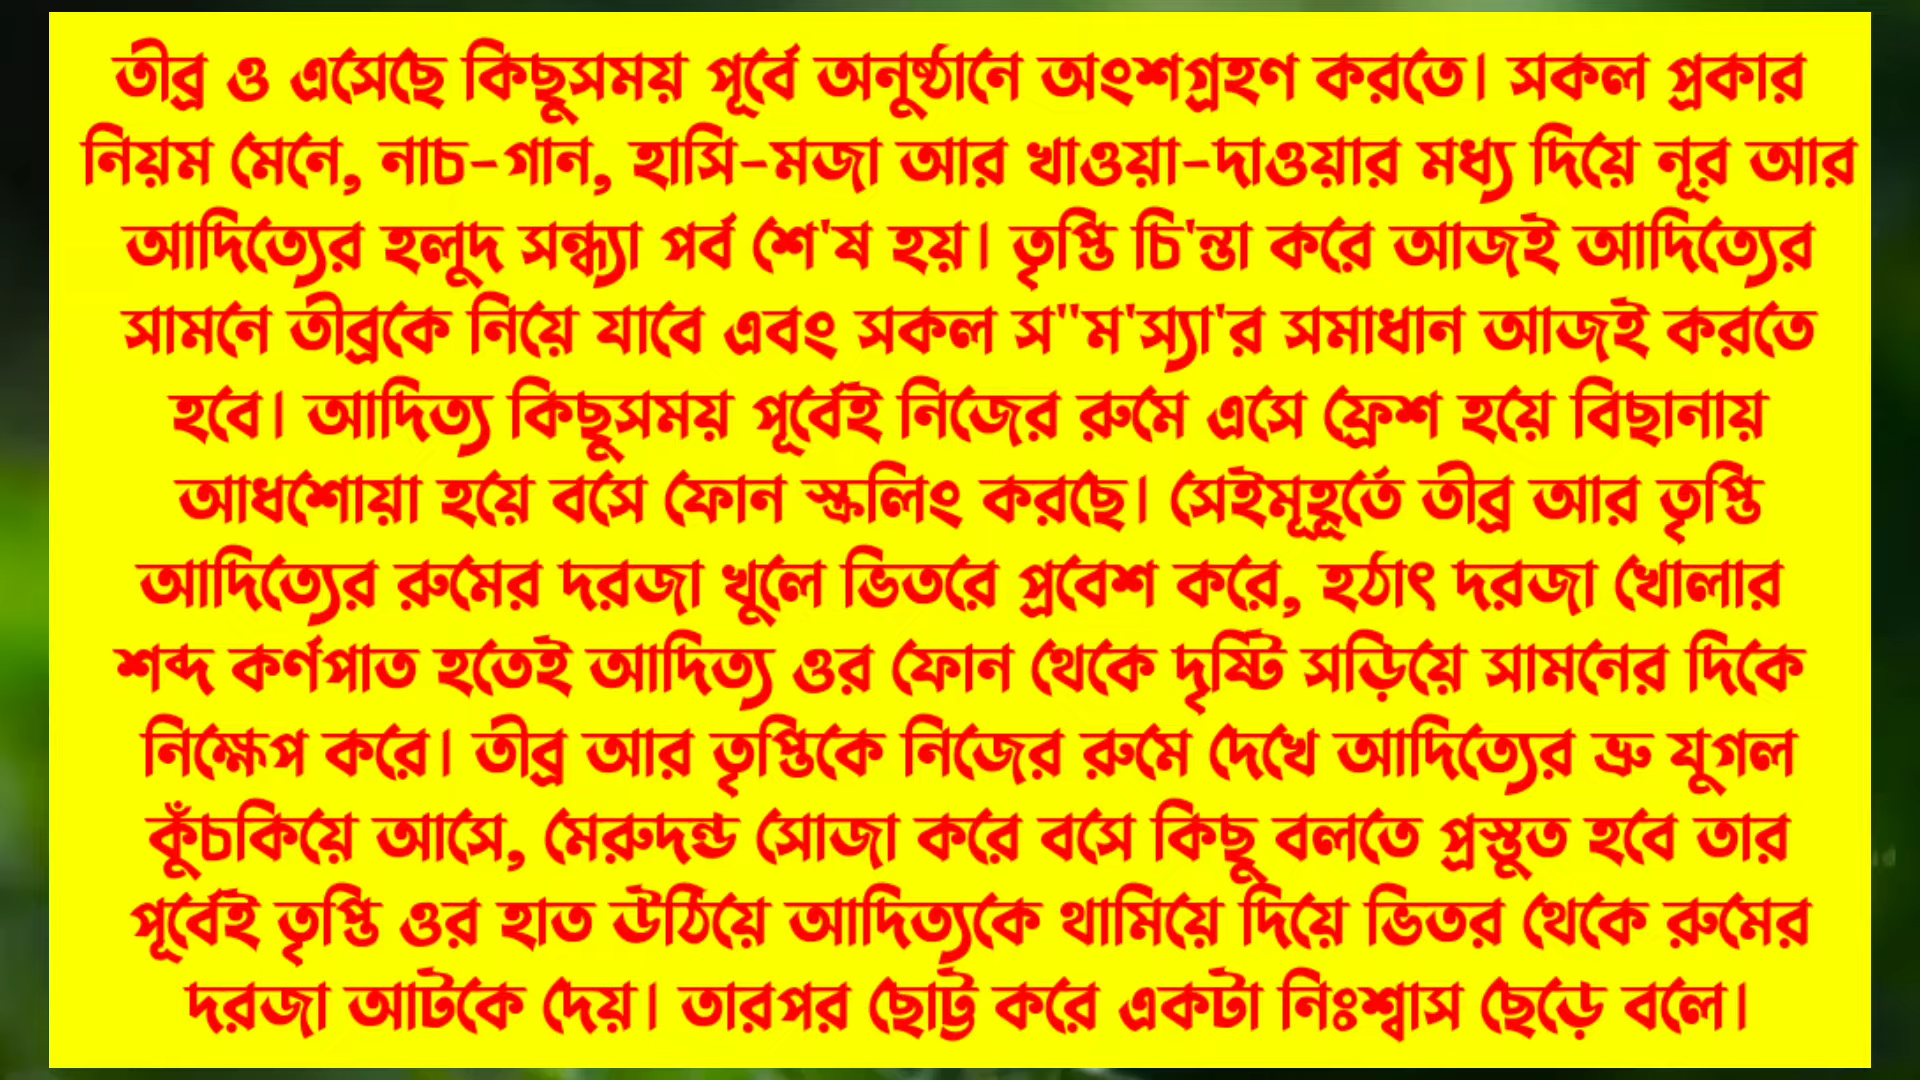 তীব্র ও এসেছে কিছুসময় পূর্বে অনুষ্ঠানে অংশগ্রহণ করতে। সকল প্রকার
নিয়ম মেনে, নাচ-গান, হাসি-মজা আর খাওয়া-দাওয়ার মধ্য দিয়ে নূর আর
আদিত্যের হলুদ সন্ধ্যা পর্ব শে'ষ হয়। তৃপ্তি চি'ন্তা করে আজই আদিত্যের
সামনে তীব্রকে নিয়ে যাবে এবং সকল স"ম'স্যা'র সমাধান আজই করতে
হবে। আদিত্য কিছুসময় পূর্বেই নিজের রুমে এসে ফ্রেশ হয়ে বিছানায়
আধশোয়া হয়ে বসে ফোন স্ক্রলিং করছে। সেইমূহূর্তে তীব্র আর তৃপ্তি
আদিত্যের রুমের দরজা খুলে ভিতরে প্রবেশ করে, হঠাৎ দরজা খোলার
শব্দ কর্ণপাত হতেই আদিত্য ওর ফোন থেকে দৃষ্টি সড়িয়ে সামনের দিকে
নিক্ষেপ করে। তীব্র আর তৃপ্তিকে নিজের রুমে দেখে আদিত্যের ভ্রু যুগল
কুঁচকিয়ে আসে, মেরুদন্ড সোজা করে বসে কিছু বলতে প্রস্তুত হবে তার
পূর্বেই তৃপ্তি ওর হাত উঠিয়ে আদিত্যকে থামিয়ে দিয়ে ভিতর থেকে রুমের
দরজা আটকে দেয়। তারপর ছোট্ট করে একটা নিঃশ্বাস ছেড়ে বলে।